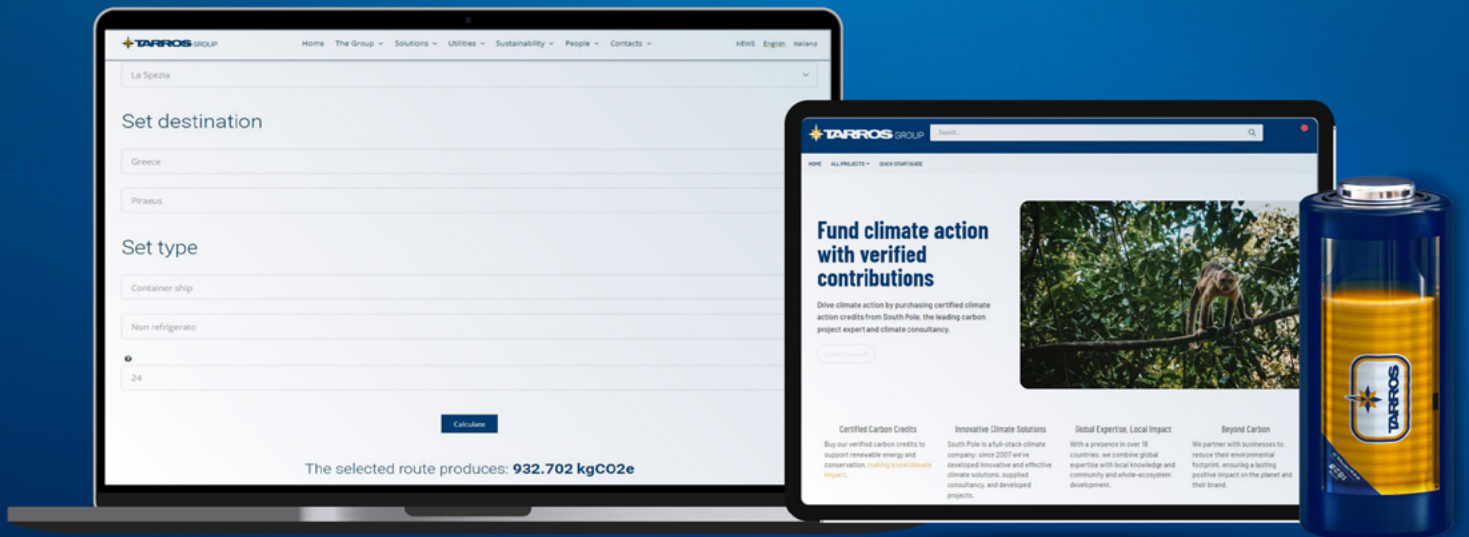 TARROS GROUP
Home The Group Solutions Utilities Sustainability People Contacts
NEWS English Italiano
La Spezia
Set destination
Greece
Piraeus
Set type
Container ship
Non refrigerato
24
Calculate
The selected route produces: 932.702 kgCO2e
TARROS GROUP
Search...
HOME ALL PROJECTS QUICK START GUIDE
Fund climate action
with verified
contributions
Drive climate action by purchasing certified climate
action credits from South Pole, the leading carbon
project expert and climate consultancy.
Certified Carbon Credits
Buy our verified carbon credits to
support renewable energy and
conservation, making a real climate
impact.
Innovative Climate Solutions
South Pole is a full-stack climate
company: since 2007 we've
developed innovative and effective
climate solutions, supplied
consultancy, and developed
projects.
Global Expertise, Local Impact
With a presence in over 18
countries, we combine global
expertise with local knowledge and
community and whole-ecosystem
development.
Beyond Carbon
We partner with businesses to
reduce their environmental
footprint, ensuring a lasting
positive impact on the planet and
their brand.
TARROS